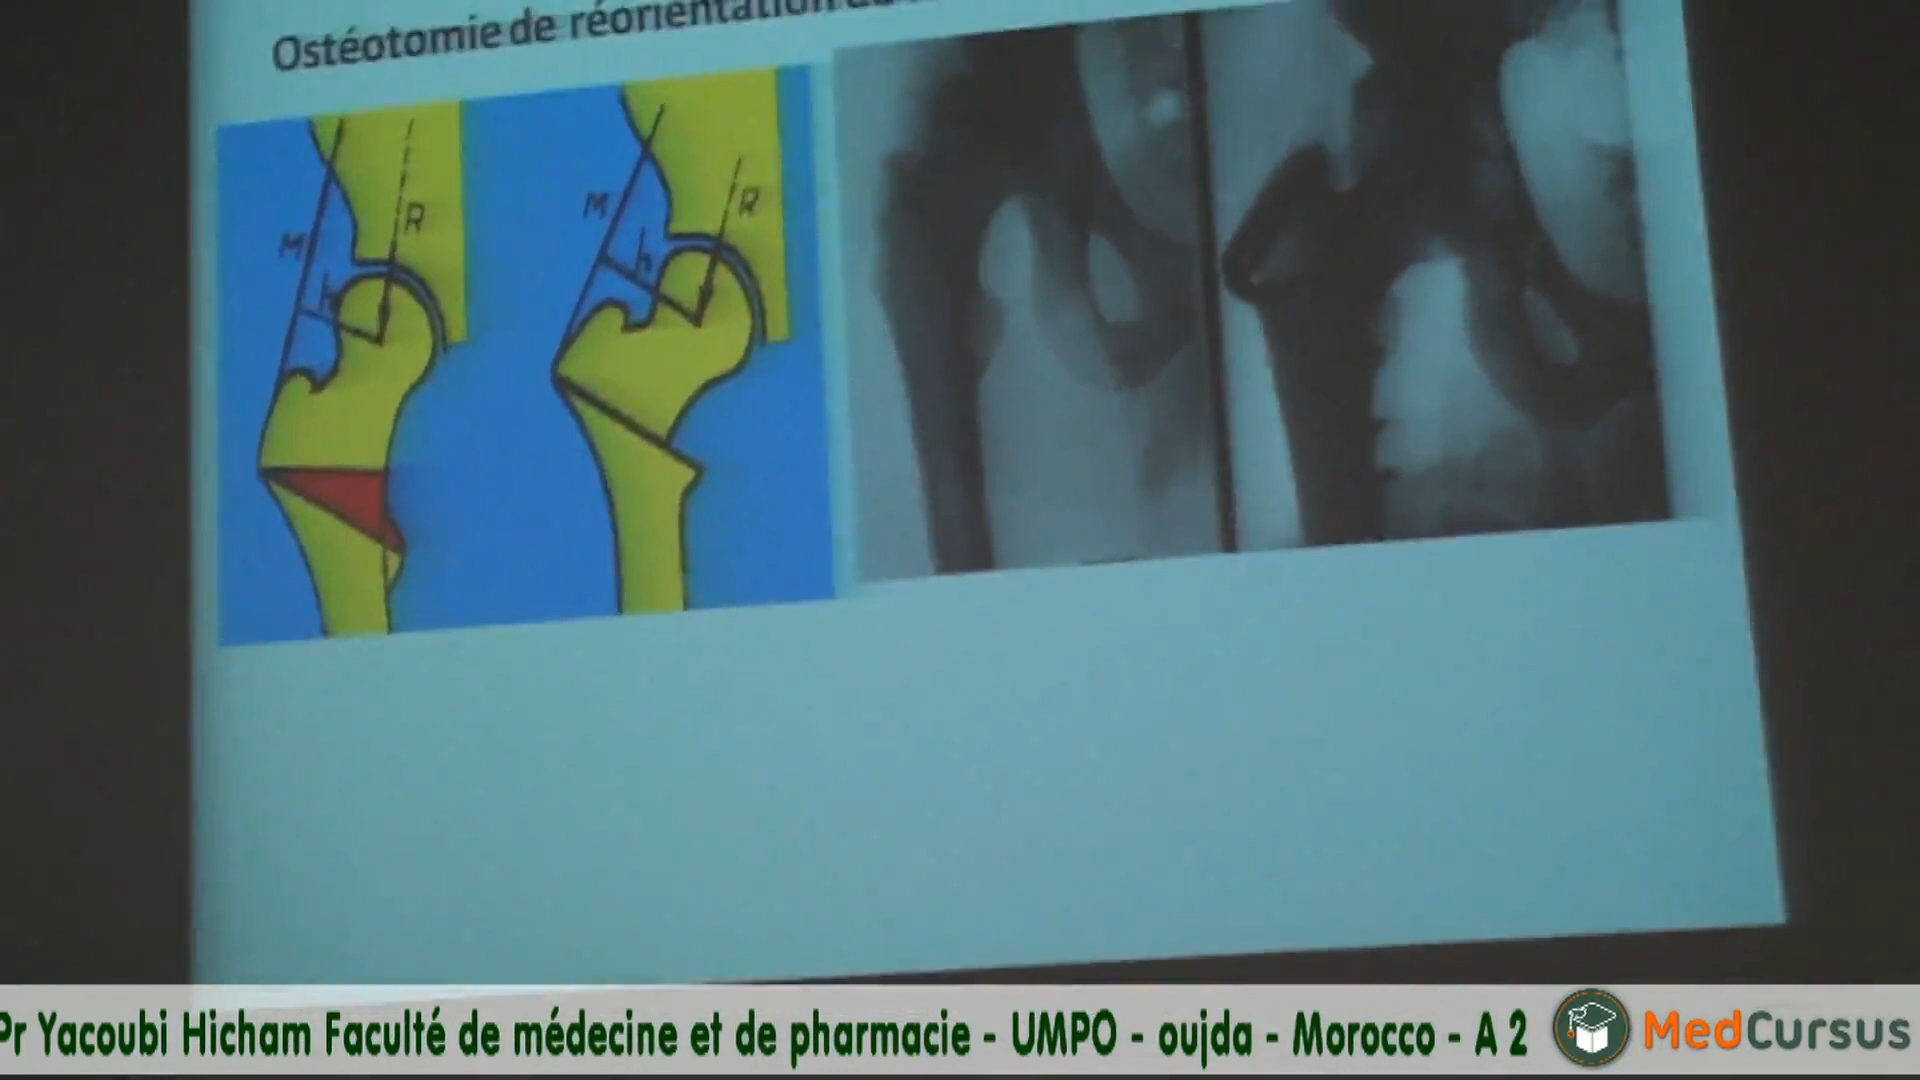 Ostéotomie de réorientation
M
R
h
M
R
h
Pr Yacoubi Hicham Faculté de médecine et de pharmacie - UMPO - oujda - Morocco - A 2
MedCursus